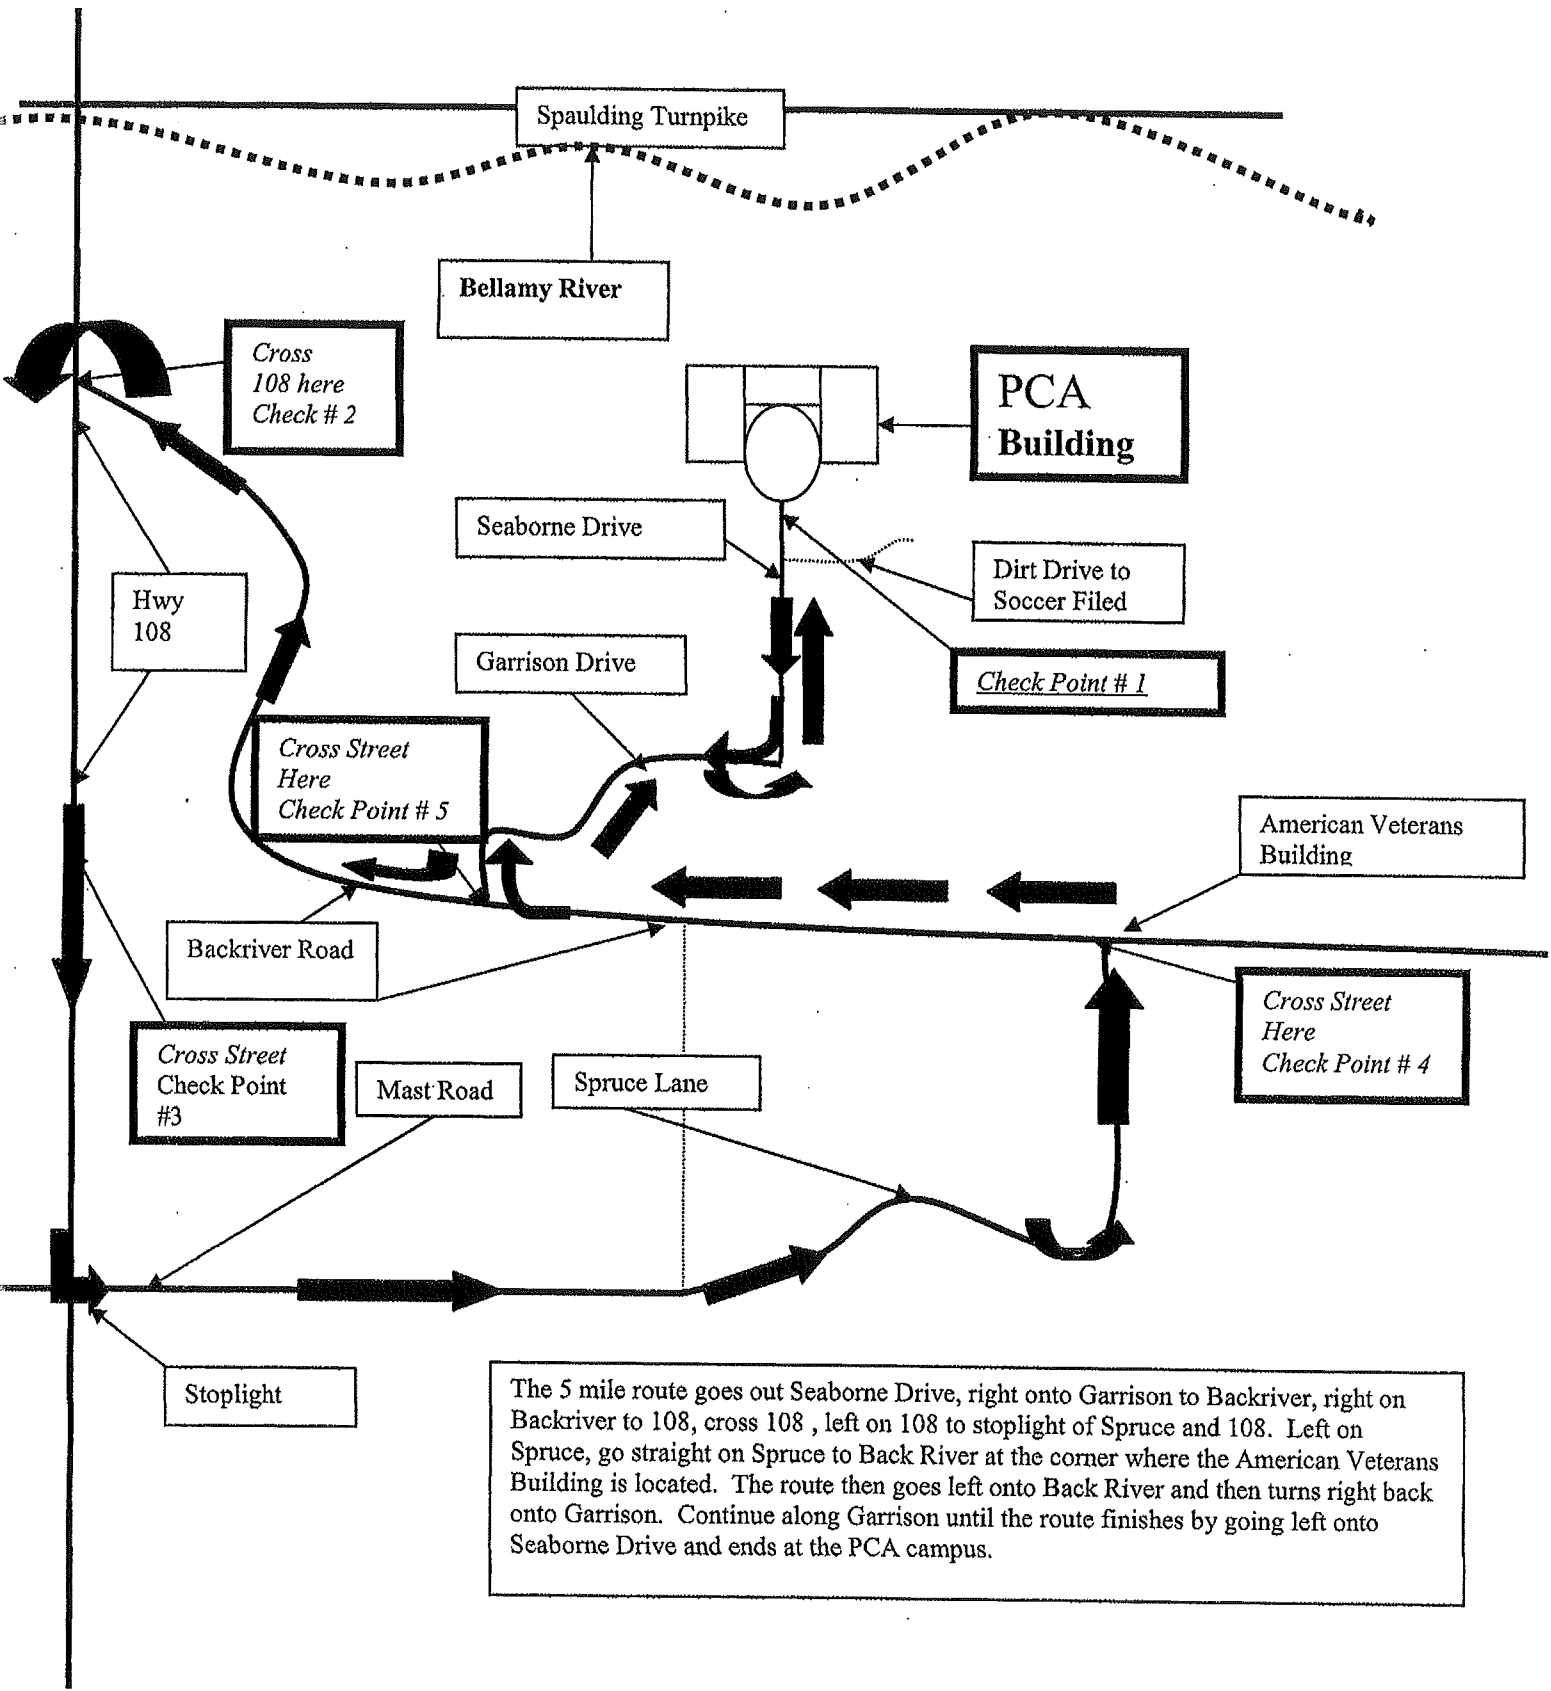 Spaulding Turnpike
Bellamy River
Cross
108 here
Check # 2
PCA
Building
Seaborne Drive
Dirt Drive to
Soccer Filed
Hwy
108
Garrison Drive
Check Point # 1
Cross Street
Here
Check Point # 5
American Veterans
Building
Backriver Road
Cross Street
Here
Check Point # 4
Cross Street
Check Point
#3
Mast Road
Spruce Lane
Stoplight
The 5 mile route goes out Seaborne Drive, right onto Garrison to Backriver, right on
Backriver to 108, cross 108 , left on 108 to stoplight of Spruce and 108. Left on
Spruce, go straight on Spruce to Back River at the corner where the American Veterans
Building is located. The route then goes left onto Back River and then turns right back
onto Garrison. Continue along Garrison until the route finishes by going left onto
Seaborne Drive and ends at the PCA campus.